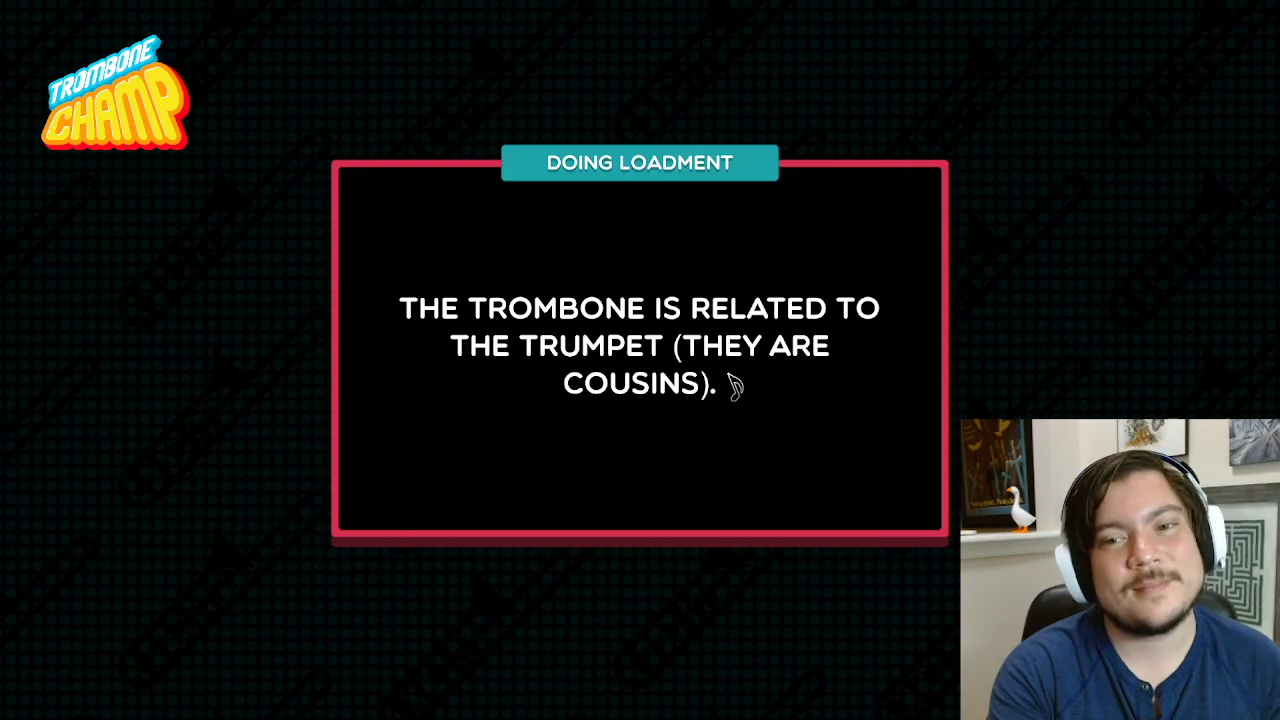 TROMBONE
CHAMP
DOING LOADMENT
THE TROMBONE IS RELATED TO
THE TRUMPET (THEY ARE
COUSINS).